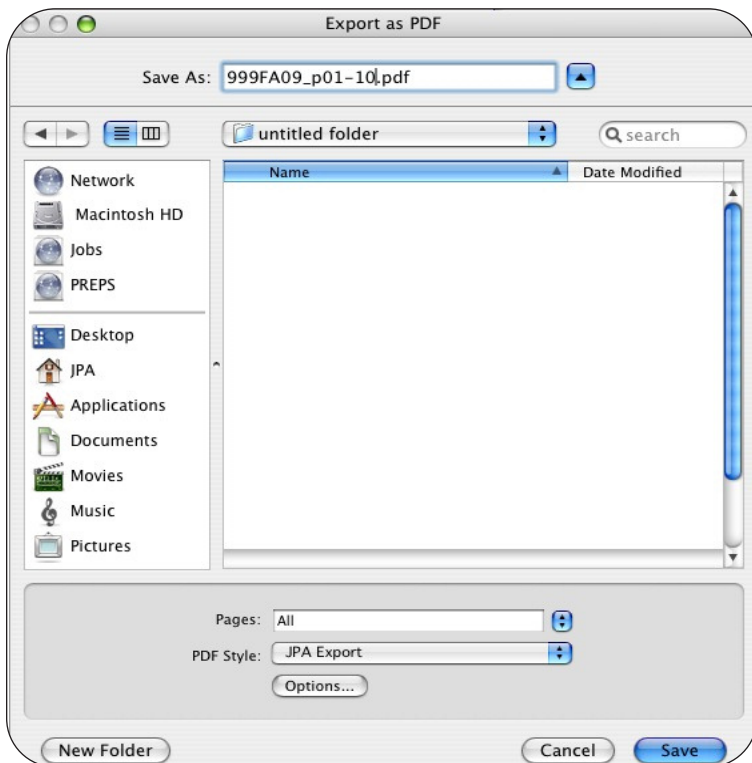 Export as PDF
Save As: 999FA09_p01-10.pdf
untitled folder
search
Name Date Modified
Network
Macintosh HD
Jobs
PREPS
Desktop
JPA
Applications
Documents
Movies
Music
Pictures
Pages: All
PDF Style: JPA Export
Options...
New Folder Cancel Save